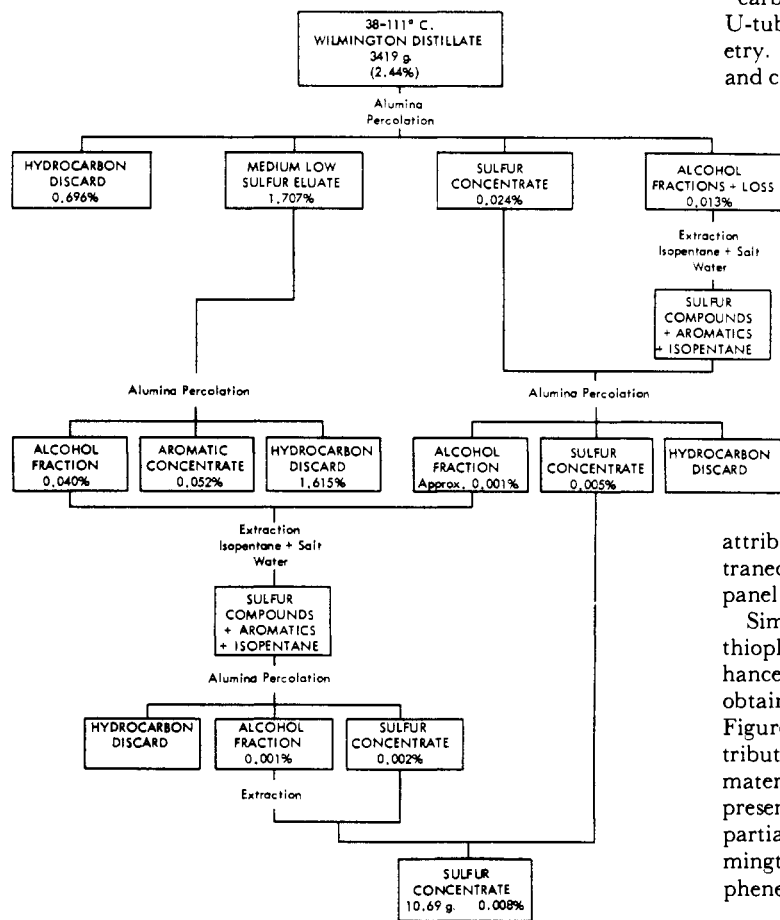 38-111° C.
WILMINGTON DISTILLATE
3419 g.
(2.44%)
Alumina
Percolation
HYDROCARBON
DISCARD
0.696%
MEDIUM LOW
SULFUR ELUATE
1.707%
SULFUR
CONCENTRATE
0.024%
ALCOHOL
FRACTIONS + LOSS
0.013%
Extraction
Isopentane + Salt
Water
SULFUR
COMPOUNDS
+ AROMATICS
+ ISOPENTANE
Alumina Percolation
Alumina Percolation
ALCOHOL
FRACTION
0.040%
AROMATIC
CONCENTRATE
0.052%
HYDROCARBON
DISCARD
1.615%
ALCOHOL
FRACTION
Approx. 0.001%
SULFUR
CONCENTRATE
0.005%
HYDROCARBON
DISCARD
Extraction
Isopentane + Salt
Water
SULFUR
COMPOUNDS
+ AROMATICS
+ ISOPENTANE
Alumina Percolation
HYDROCARBON
DISCARD
ALCOHOL
FRACTION
0.001%
SULFUR
CONCENTRATE
0.002%
Extraction
SULFUR
CONCENTRATE
10.69 g. 0.008%
carb
U-tub
etry.
and c
attrib
traned
panel
Sim
thiopl
hance
obtain
Figure
tribut
mater
presen
partia
mingt
phene